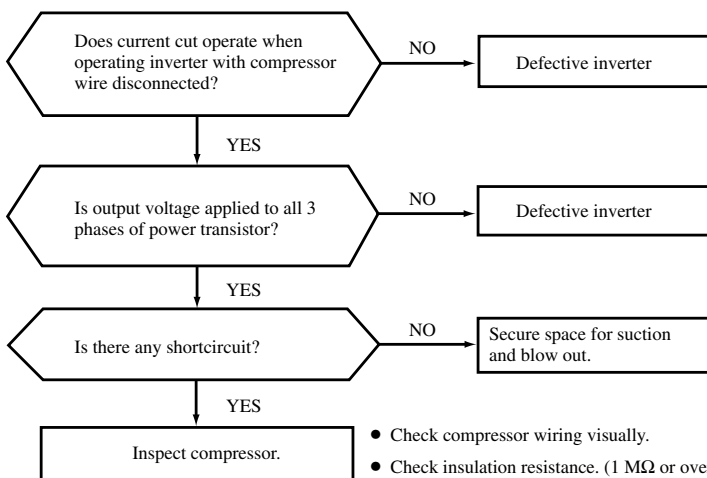 Does current cut operate when
operating inverter with compressor
wire disconnected?
NO
Defective inverter
YES
Is output voltage applied to all 3
phases of power transistor?
NO
Defective inverter
YES
Is there any shortcircuit?
NO
Secure space for suction
and blow out.
YES
Inspect compressor.
● Check compressor wiring visually.
● Check insulation resistance. (1 MΩ or ove